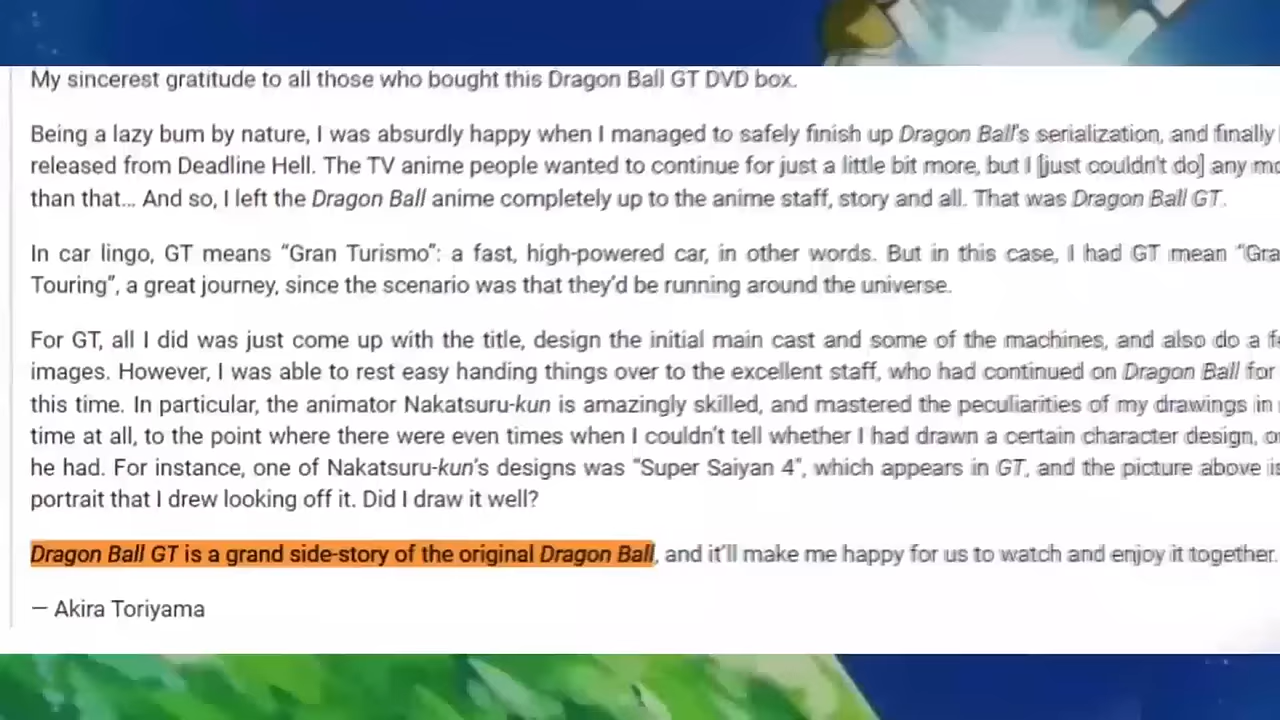 My sincerest gratitude to all those who bought this Dragon Ball GT DVD box.
Being a lazy bum by nature, I was absurdly happy when I managed to safely finish up Dragon Ball's serialization, and finally
released from Deadline Hell. The TV anime people wanted to continue for just a little bit more, but I [just couldn't do] any
than that… And so, I left the Dragon Ball anime completely up to the anime staff, story and all. That was Dragon Ball GT.
In car lingo, GT means “Gran Turismo”: a fast, high-powered car, in other words. But in this case, I had GT mean
Touring”, a great journey, since the scenario was that they’d be running around the universe.
For GT, all I did was just come up with the title, design the initial main cast and some of the machines, and also do a
images. However, I was able to rest easy handing things over to the excellent staff, who had continued on Dragon Ball for
this time. In particular, the animator Nakatsuru-kun is amazingly skilled, and mastered the peculiarities of my drawings in
time at all, to the point where there were even times when I couldn’t tell whether I had drawn a certain character design,
he had. For instance, one of Nakatsuru-kun’s designs was “Super Saiyan 4”, which appears in GT, and the picture above
portrait that I drew looking off it. Did I draw it well?
Dragon Ball GT is a grand side-story of the original Dragon Ball, and it’ll make me happy for us to watch and enjoy it together.
— Akira Toriyama